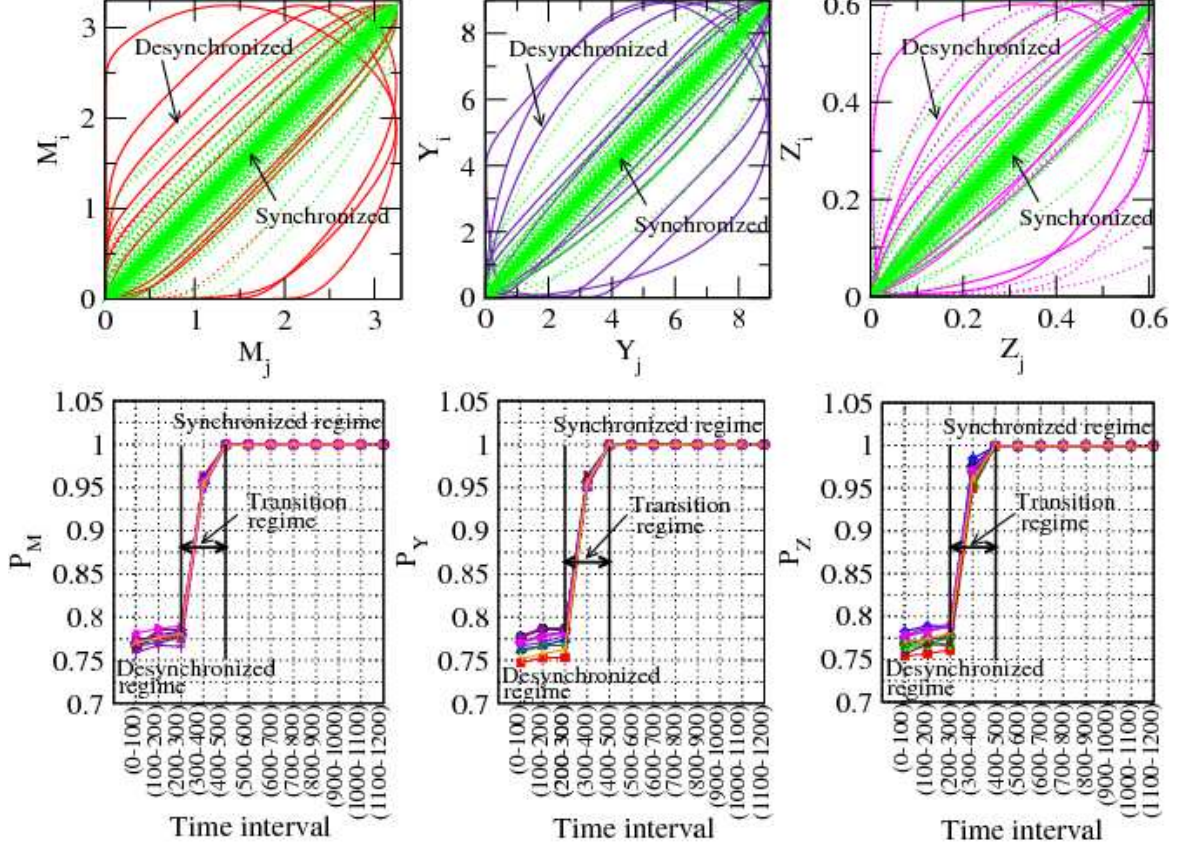 3
2
1
0
M_i
Desynchronized
Synchronized
0 1 2 3
M_j
8
6
4
2
0
Y_i
Desynchronized
Synchronized
0 2 4 6 8
Y_j
0.6
0.4
0.2
0
Z_i
Desynchronized
Synchronized
0 0.2 0.4 0.6
Z_j
1.05
1
0.95
0.9
0.85
0.8
0.75
0.7
P_M
Synchronized regime
Transition
regime
Desynchronized
regime
(0-100)
(100-200)
(200-300)
(300-400)
(400-500)
(500-600)
(600-700)
(700-800)
(800-900)
(900-1000)
(1000-1100)
(1100-1200)
Time interval
1.05
1
0.95
0.9
0.85
0.8
0.75
0.7
P_Y
Synchronized regime
Transition
regime
Desynchronized
regime
(0-100)
(100-200)
(200-300)
(300-400)
(400-500)
(500-600)
(600-700)
(700-800)
(800-900)
(900-1000)
(1000-1100)
(1100-1200)
Time interval
1.05
1
0.95
0.9
0.85
0.8
0.75
0.7
P_Z
Synchronized regime
Transition
regime
Desynchronized
regime
(0-100)
(100-200)
(200-300)
(300-400)
(400-500)
(500-600)
(600-700)
(700-800)
(800-900)
(900-1000)
(1000-1100)
(1100-1200)
Time interval